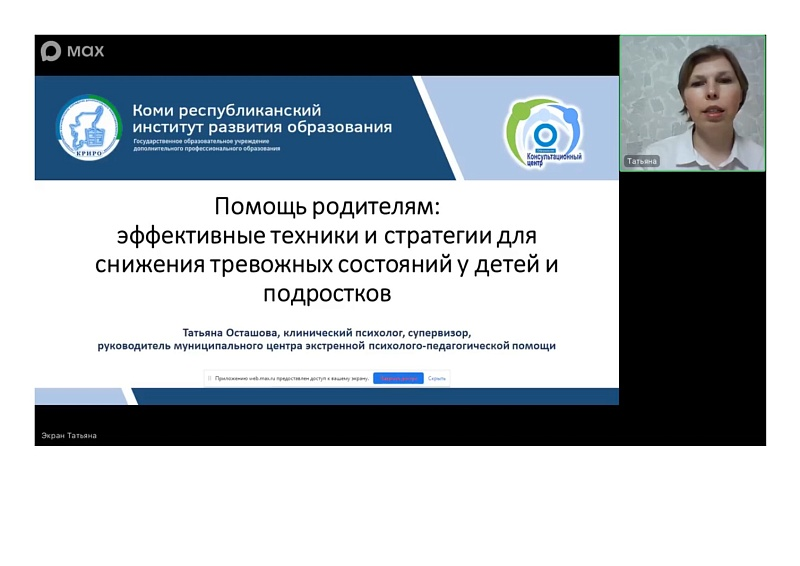 мах
Коми республиканский
институт развития образования
Государственное образовательное учреждение
дополнительного профессионального образования
КРИРО
Консультационный
центр
Татьяна
Помощь родителям:
эффективные техники и стратегии для
снижения тревожных состояний у детей и
подростков
Татьяна Осташова, клинический психолог, супервизор,
руководитель муниципального центра экстренной психолого-педагогической помощи
Приложению web.max.ru предоставлен доступ к вашему экрану.
Скрыть
Экран Татьяна